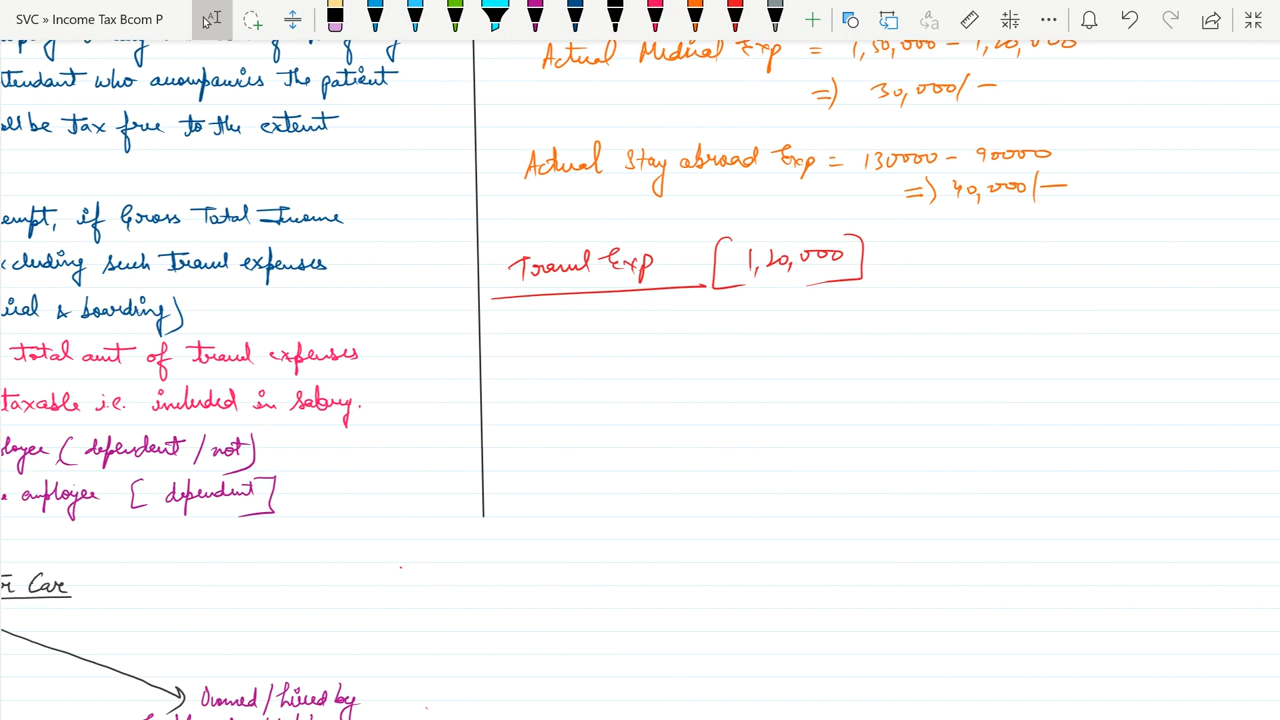 SVC » Income Tax Bcom P
tendant who accompanies the patient
all be Tax free to the extent
empt, if Gross Total Income
xcluding such Travel expenses
ical & boarding)
total amt of travel expenses
taxable i.e. included in Salary.
ployee ( dependent / not)
e employee [ dependent ]
r Car
Owned / hired by
Actual Medical Exp = 1,50,000 - 1,20,000
=> 30,000/-
Actual Stay abroad Exp = 130000 - 90000
=> 40,000/-
Travel Exp [ 1,20,000 ]